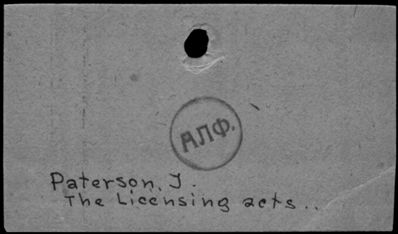 АЛФ.
Paterson, J.
The Licensing acts..